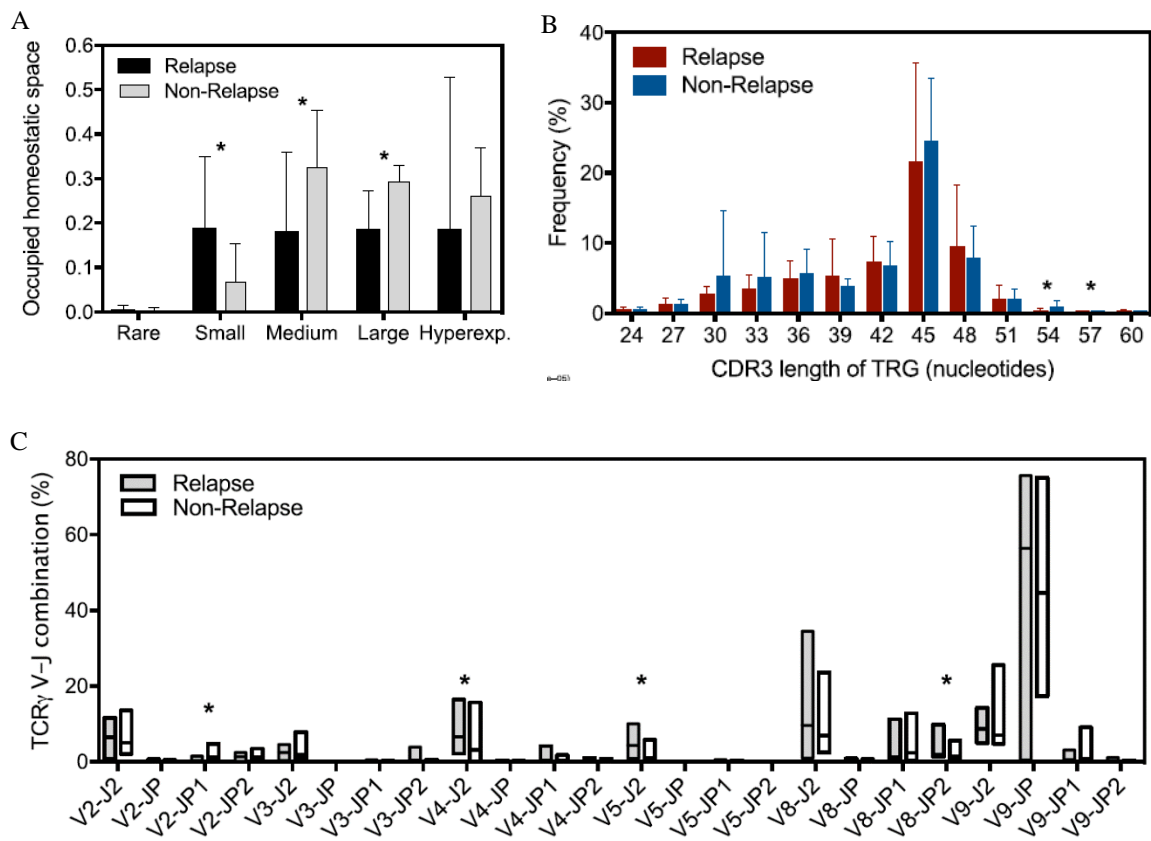 A
Occupied homeostatic space
0.6
0.5
0.4
0.3
0.2
0.1
0.0
Relapse
Non-Relapse
*
*
*
Rare Small Medium Large Hyperexp.
B
Frequency (%)
40
30
20
10
0
Relapse
Non-Relapse
* *
24 27 30 33 36 39 42 45 48 51 54 57 60
CDR3 length of TRG (nucleotides)
C
TCRγ V–J combination (%)
80
60
40
20
0
Relapse
Non-Relapse
* * * *
V2-J2 V2-JP V2-JP1 V2-JP2 V3-J2 V3-JP V3-JP1 V3-JP2 V4-J2 V4-JP V4-JP1 V4-JP2 V5-J2 V5-JP V5-JP1 V5-JP2 V8-J2 V8-JP V8-JP1 V8-JP2 V9-J2 V9-JP V9-JP1 V9-JP2